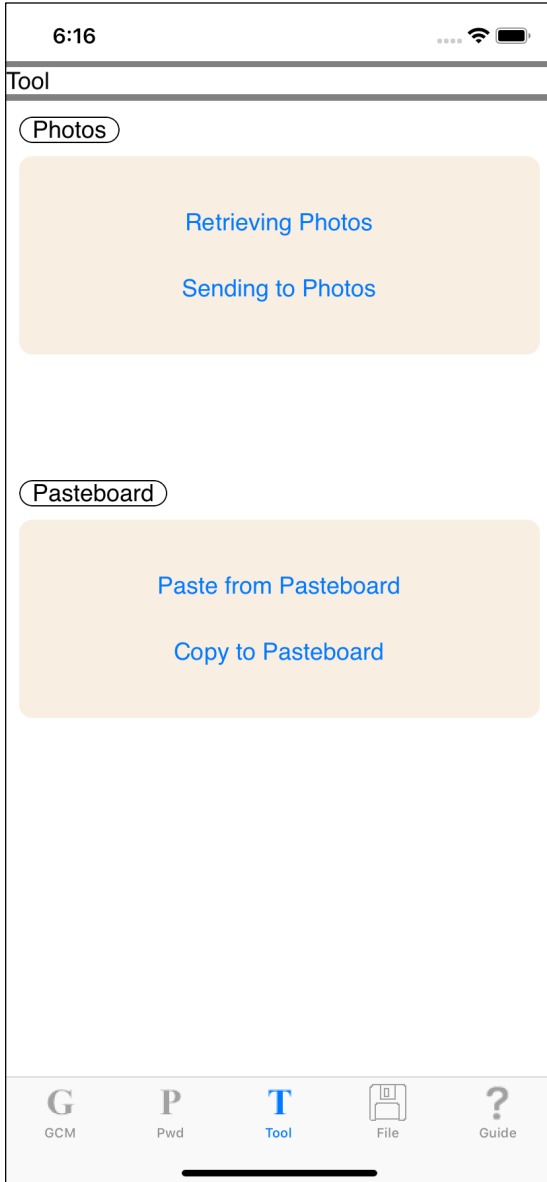 6:16
Tool
Photos
Retrieving Photos
Sending to Photos
Pasteboard
Paste from Pasteboard
Copy to Pasteboard
G P T ?
GCM Pwd Tool File Guide